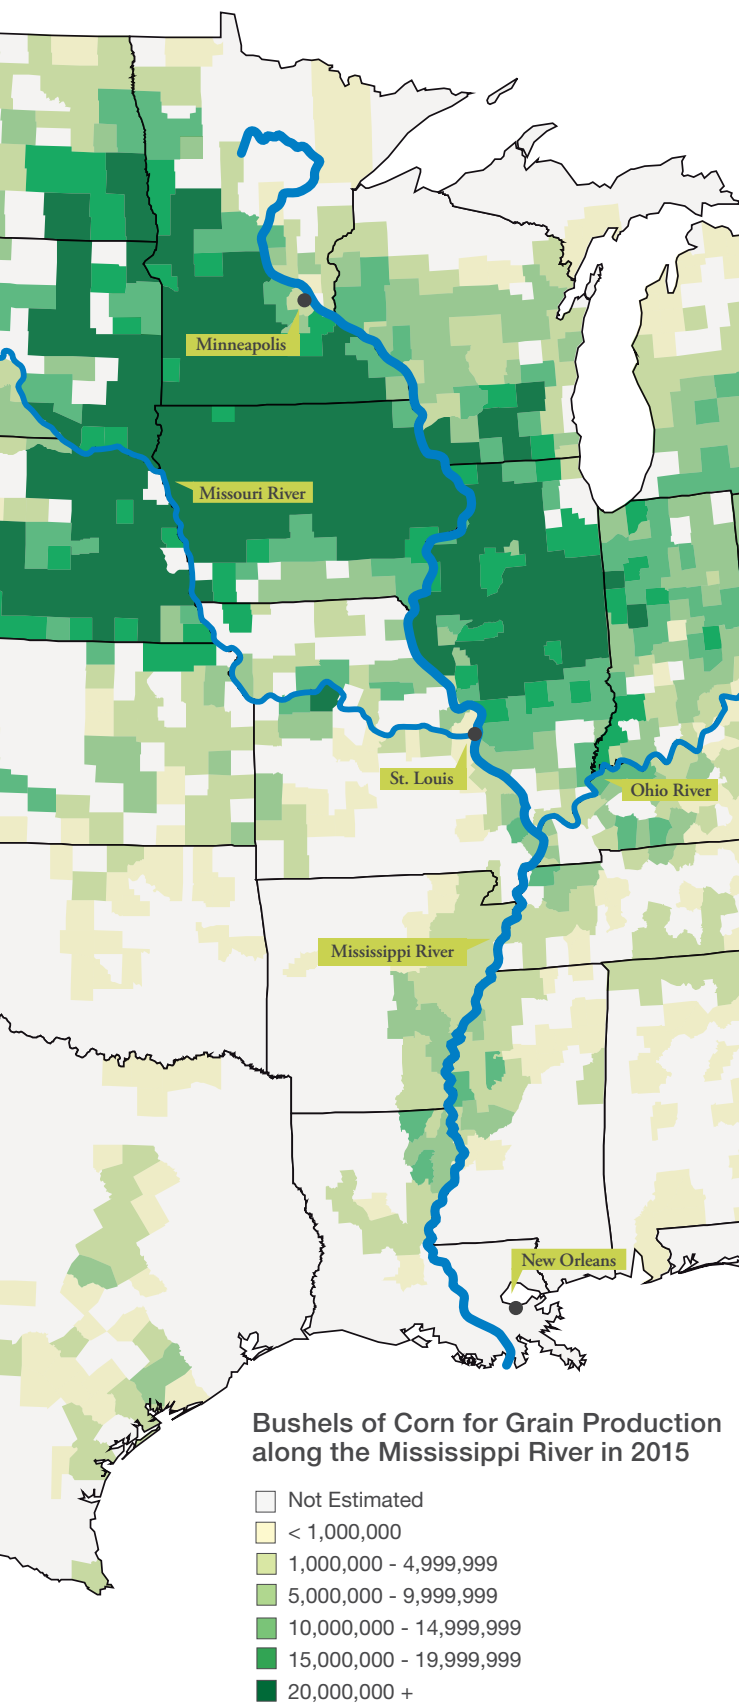 Minneapolis
Missouri River
St. Louis
Ohio River
Mississippi River
New Orleans
Bushels of Corn for Grain Production
along the Mississippi River in 2015
Not Estimated
< 1,000,000
1,000,000 - 4,999,999
5,000,000 - 9,999,999
10,000,000 - 14,999,999
15,000,000 - 19,999,999
20,000,000 +